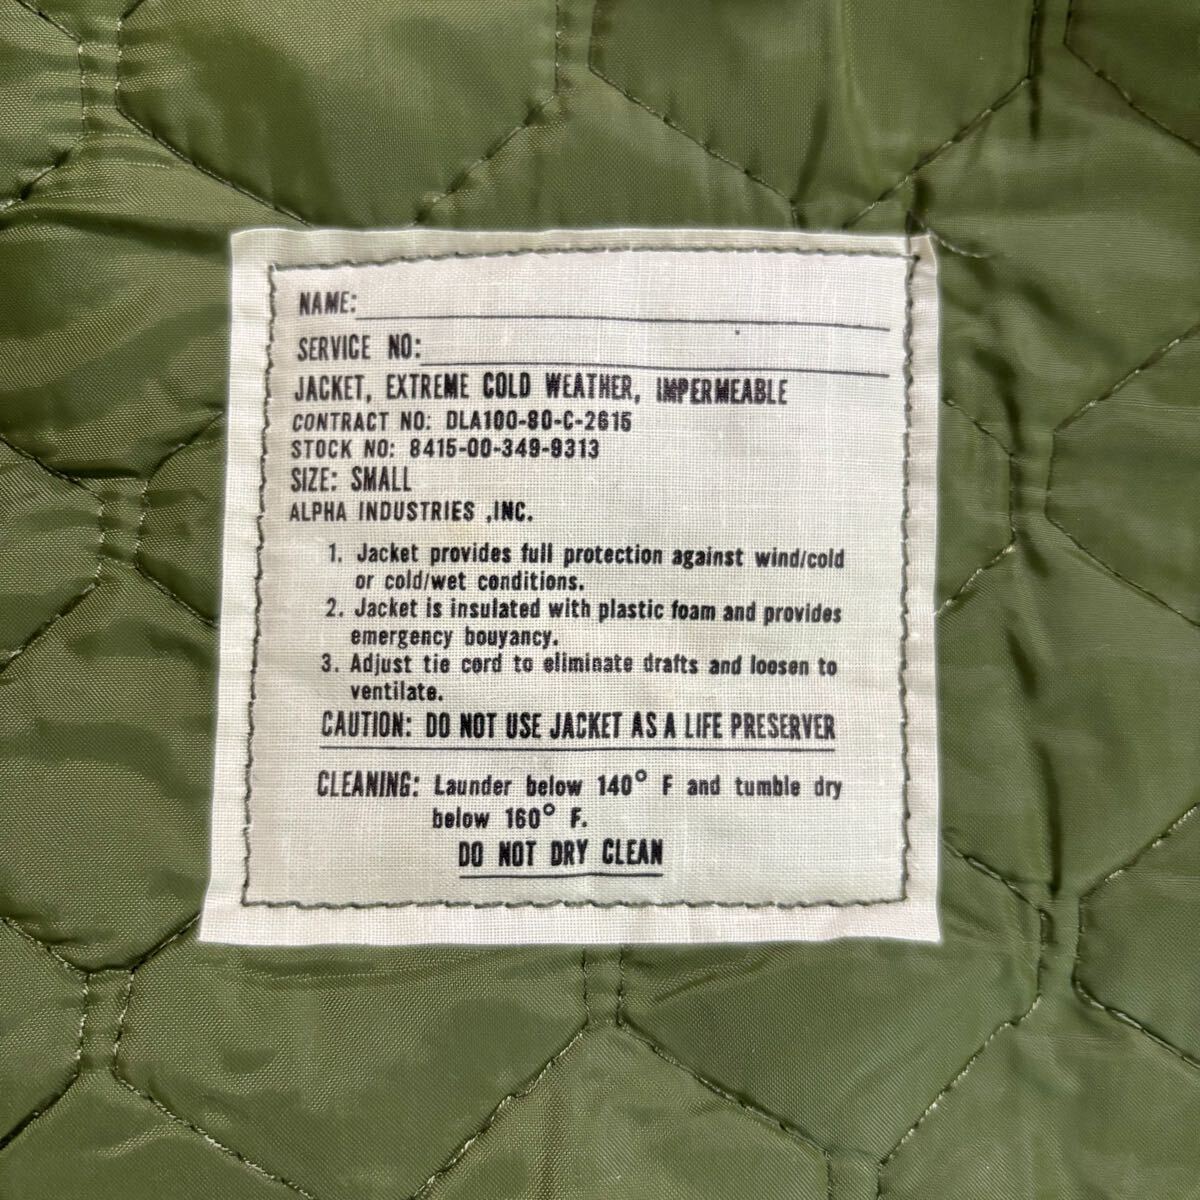 NAME:
SERVICE NO:
JACKET, EXTREME COLD WEATHER, IMPERMEABLE
CONTRACT NO: DLA100-80-C-2615
STOCK NO: 8415-00-349-9313
SIZE: SMALL
ALPHA INDUSTRIES ,INC.
1. Jacket provides full protection against wind/cold
or cold/wet conditions.
2. Jacket is insulated with plastic foam and provides
emergency bouyancy.
3. Adjust tie cord to eliminate drafts and loosen to
ventilate.
CAUTION: DO NOT USE JACKET AS A LIFE PRESERVER
CLEANING: Launder below 140° F and tumble dry
below 160° F.
DO NOT DRY CLEAN